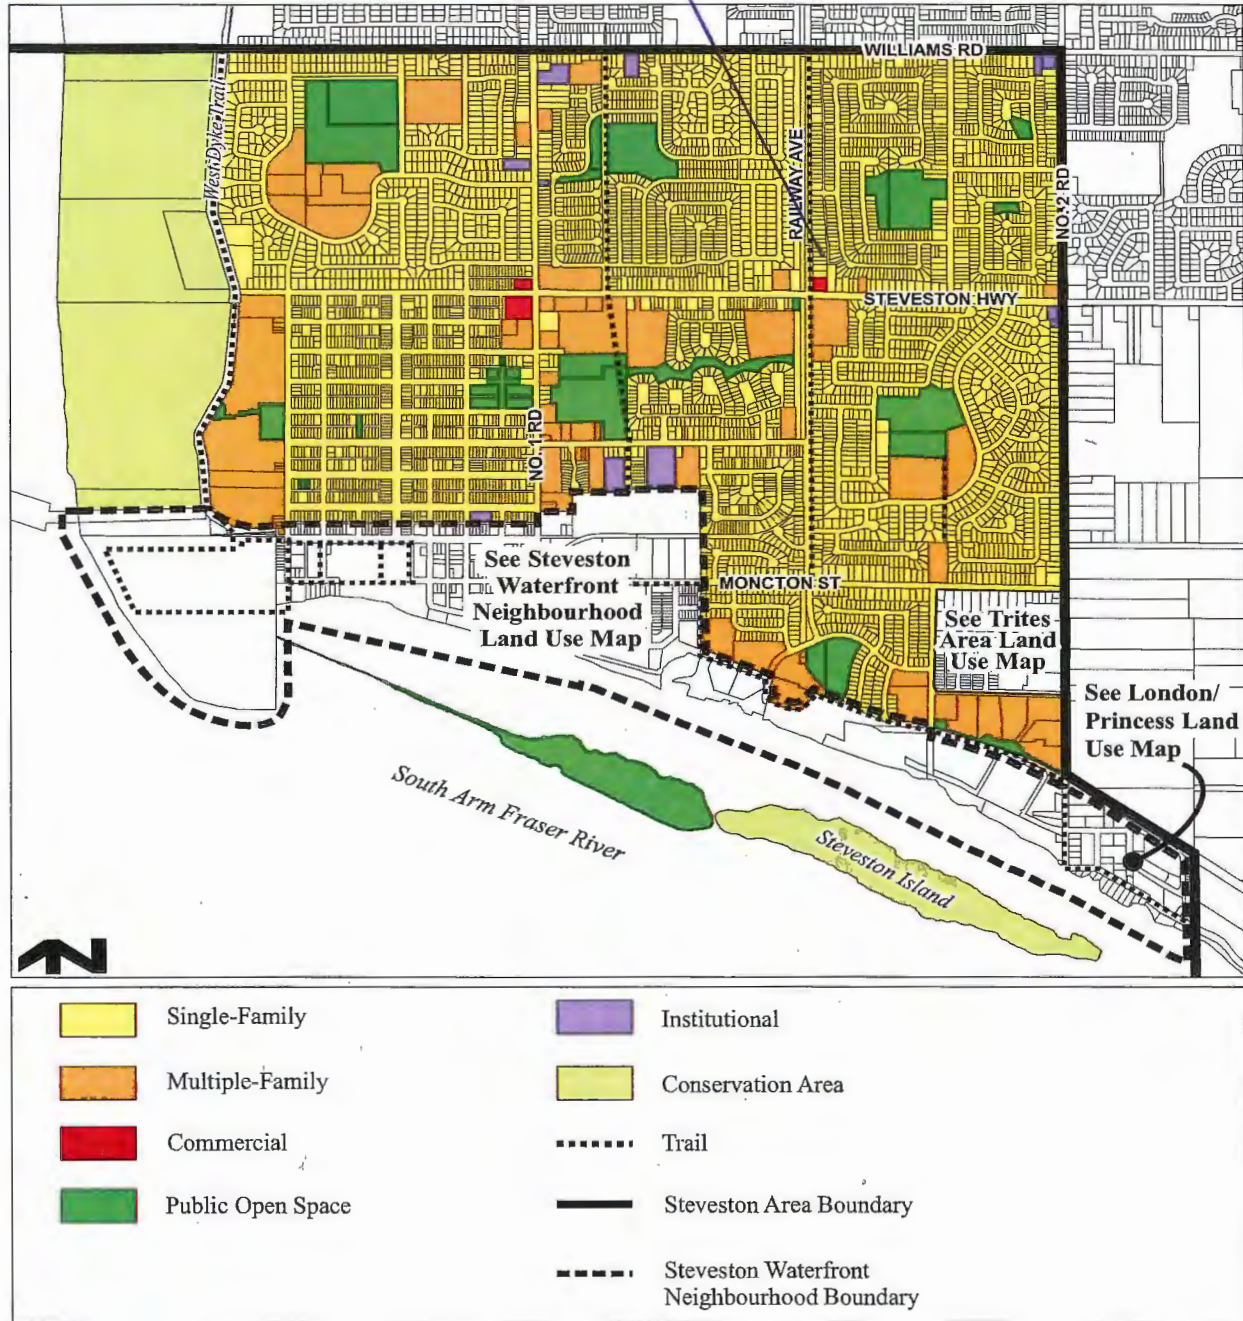 WILLIAMS RD
West Dyke Trail
RAILWAY AVE
NO. 2 RD
STEVESTON HWY
NO. 1 RD
See Steveston
Waterfront
Neighbourhood
Land Use Map
MONCTON ST
See Trites
Area Land
Use Map
See London/
Princess Land
Use Map
South Arm Fraser River
Steveston Island
N
Single-Family
Multiple-Family
Commercial
Public Open Space
Institutional
Conservation Area
Trail
Steveston Area Boundary
Steveston Waterfront
Neighbourhood Boundary